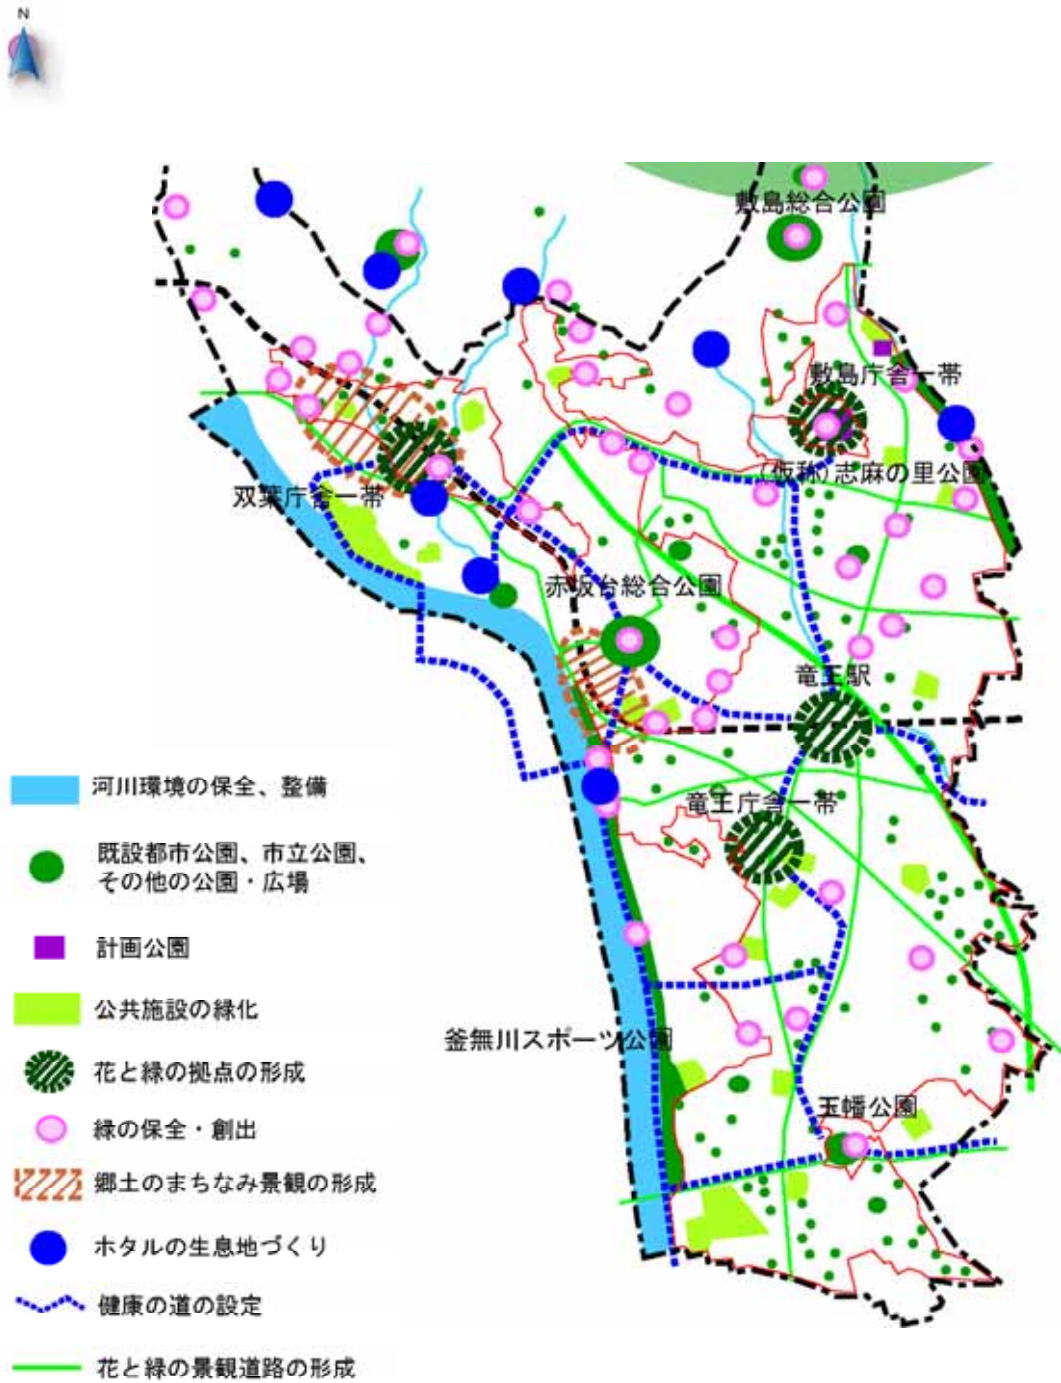 N
敷島総合公園
敷島庁舎一帯
(仮称)志麻の里公園
双葉庁舎一帯
赤坂台総合公園
竜王駅
竜王庁舎一帯
釜無川スポーツ公園
玉幡公園
河川環境の保全、整備
既設都市公園、市立公園、
その他の公園・広場
計画公園
公共施設の緑化
花と緑の拠点の形成
緑の保全・創出
郷土のまちなみ景観の形成
ホタルの生息地づくり
健康の道の設定
花と緑の景観道路の形成